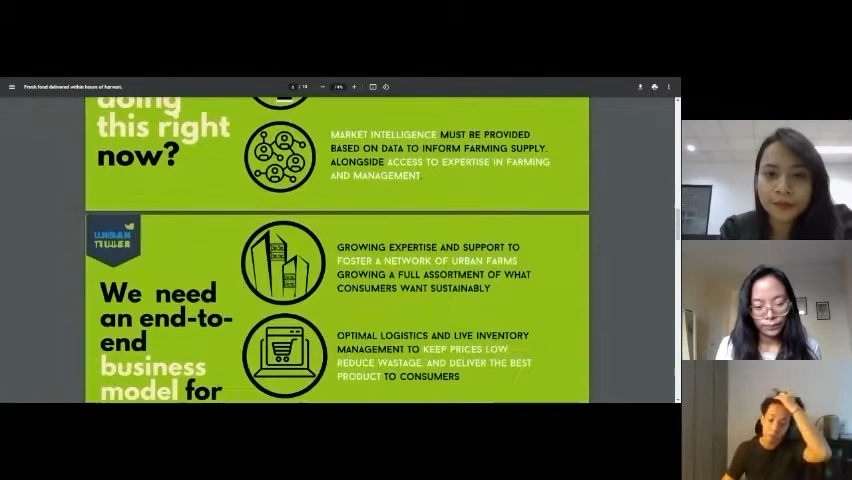 Fresh food delivered within hours of harvest.
6 / 18
74%
doing
this right
now?
MARKET INTELLIGENCE MUST BE PROVIDED
BASED ON DATA TO INFORM FARMING SUPPLY.
ALONGSIDE ACCESS TO EXPERTISE IN FARMING
AND MANAGEMENT.
URBAN
TILLER
We need
an end-to-
end
business
model for
GROWING EXPERTISE AND SUPPORT TO
FOSTER A NETWORK OF URBAN FARMS
GROWING A FULL ASSORTMENT OF WHAT
CONSUMERS WANT SUSTAINABLY
OPTIMAL LOGISTICS AND LIVE INVENTORY
MANAGEMENT TO KEEP PRICES LOW,
REDUCE WASTAGE, AND DELIVER THE BEST
PRODUCT TO CONSUMERS